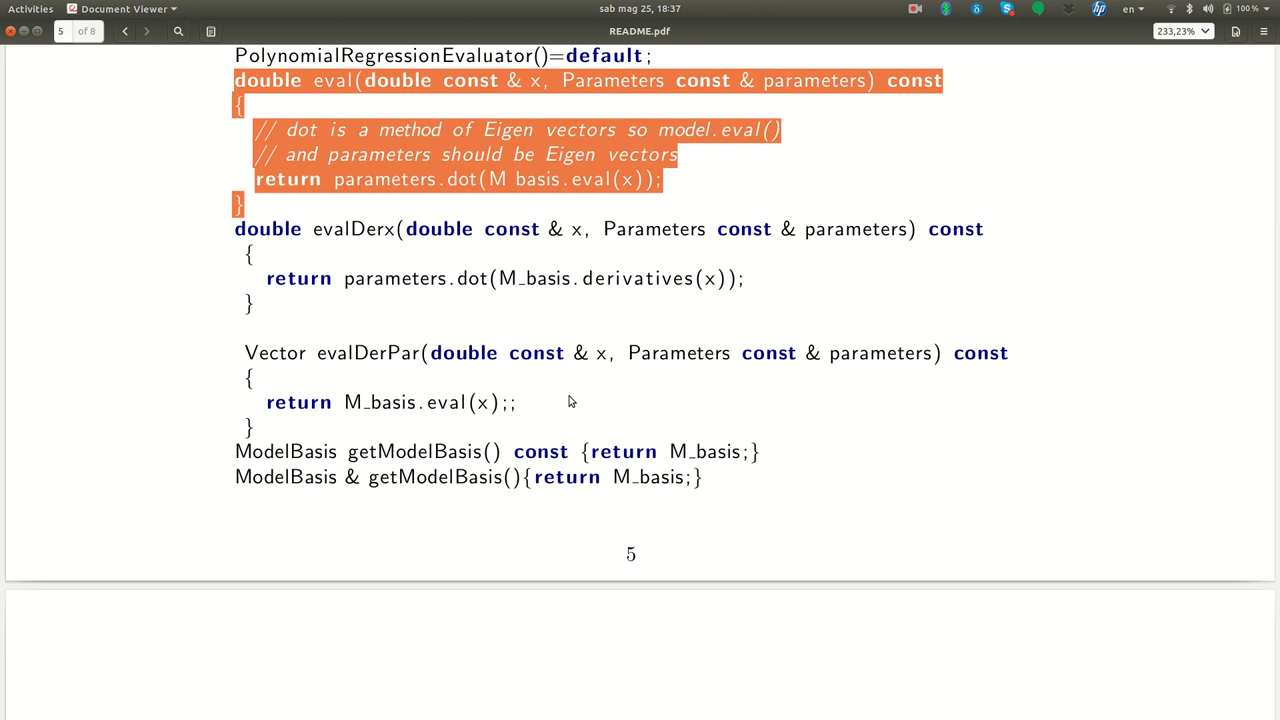 Activities Document Viewer sab mag 25, 18:37 en 100 %
5 of 8 README.pdf 233,23%
PolynomialRegressionEvaluator()=default;
double eval(double const & x, Parameters const & parameters) const
{
// dot is a method of Eigen vectors so model.eval()
// and parameters should be Eigen vectors
return parameters.dot(M basis.eval(x));
}
double evalDerx(double const & x, Parameters const & parameters) const
{
return parameters.dot(M_basis.derivatives(x));
}
Vector evalDerPar(double const & x, Parameters const & parameters) const
{
return M_basis.eval(x);;
}
ModelBasis getModelBasis() const {return M_basis;}
ModelBasis & getModelBasis(){return M_basis;}
5